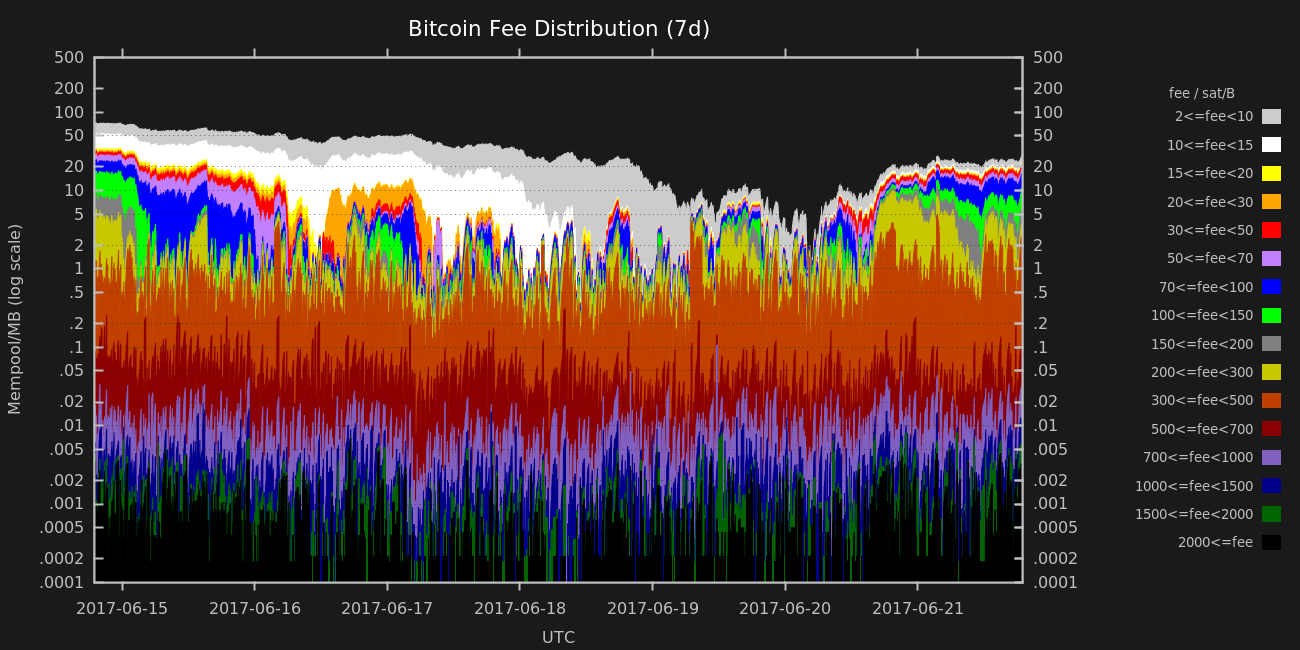 Bitcoin Fee Distribution (7d)
500
200
100
50
20
10
5
2
1
.5
.2
.1
.05
.02
.01
.005
.002
.001
.0005
.0002
.0001
Mempool/MB (log scale)
500
200
100
50
20
10
5
2
1
.5
.2
.1
.05
.02
.01
.005
.002
.001
.0005
.0002
.0001
2017-06-15 2017-06-16 2017-06-17 2017-06-18 2017-06-19 2017-06-20 2017-06-21
UTC
fee / sat/B
2<=fee<10
10<=fee<15
15<=fee<20
20<=fee<30
30<=fee<50
50<=fee<70
70<=fee<100
100<=fee<150
150<=fee<200
200<=fee<300
300<=fee<500
500<=fee<700
700<=fee<1000
1000<=fee<1500
1500<=fee<2000
2000<=fee